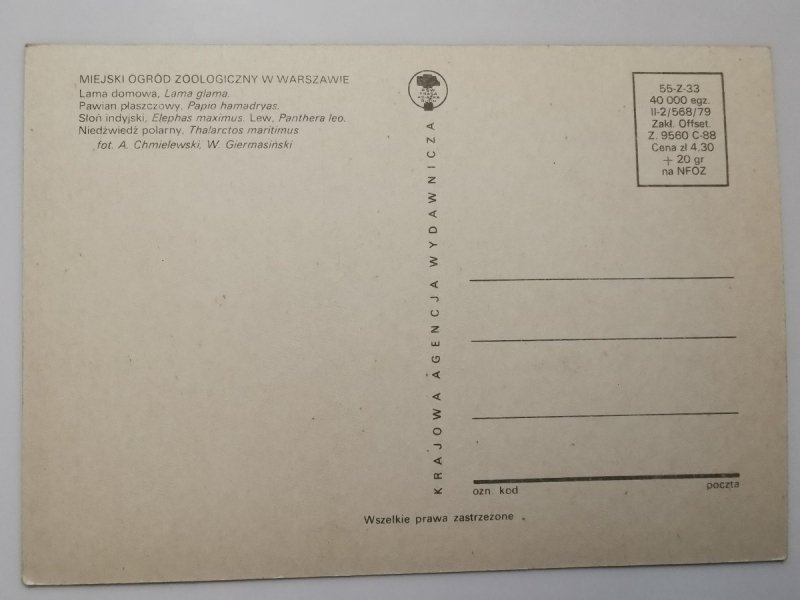 MIEJSKI OGRÓD ZOOLOGICZNY W WARSZAWIE
Lama domowa, Lama glama.
Pawian płaszczowy, Papio hamadryas.
Słoń indyjski, Elephas maximus. Lew, Panthera leo.
Niedźwiedź polarny, Thalarctos maritimus
fot. A. Chmielewski, W. Giermasiński
KRAJOWA AGENCJA WYDAWNICZA
55-Z-33
40 000 egz.
II-2/568/79
Zakł. Offset.
Z. 9560 C-88
Cena zł 4,30
+ 20 gr
na NFOZ
ozn. kod poczta
Wszelkie prawa zastrzeżone